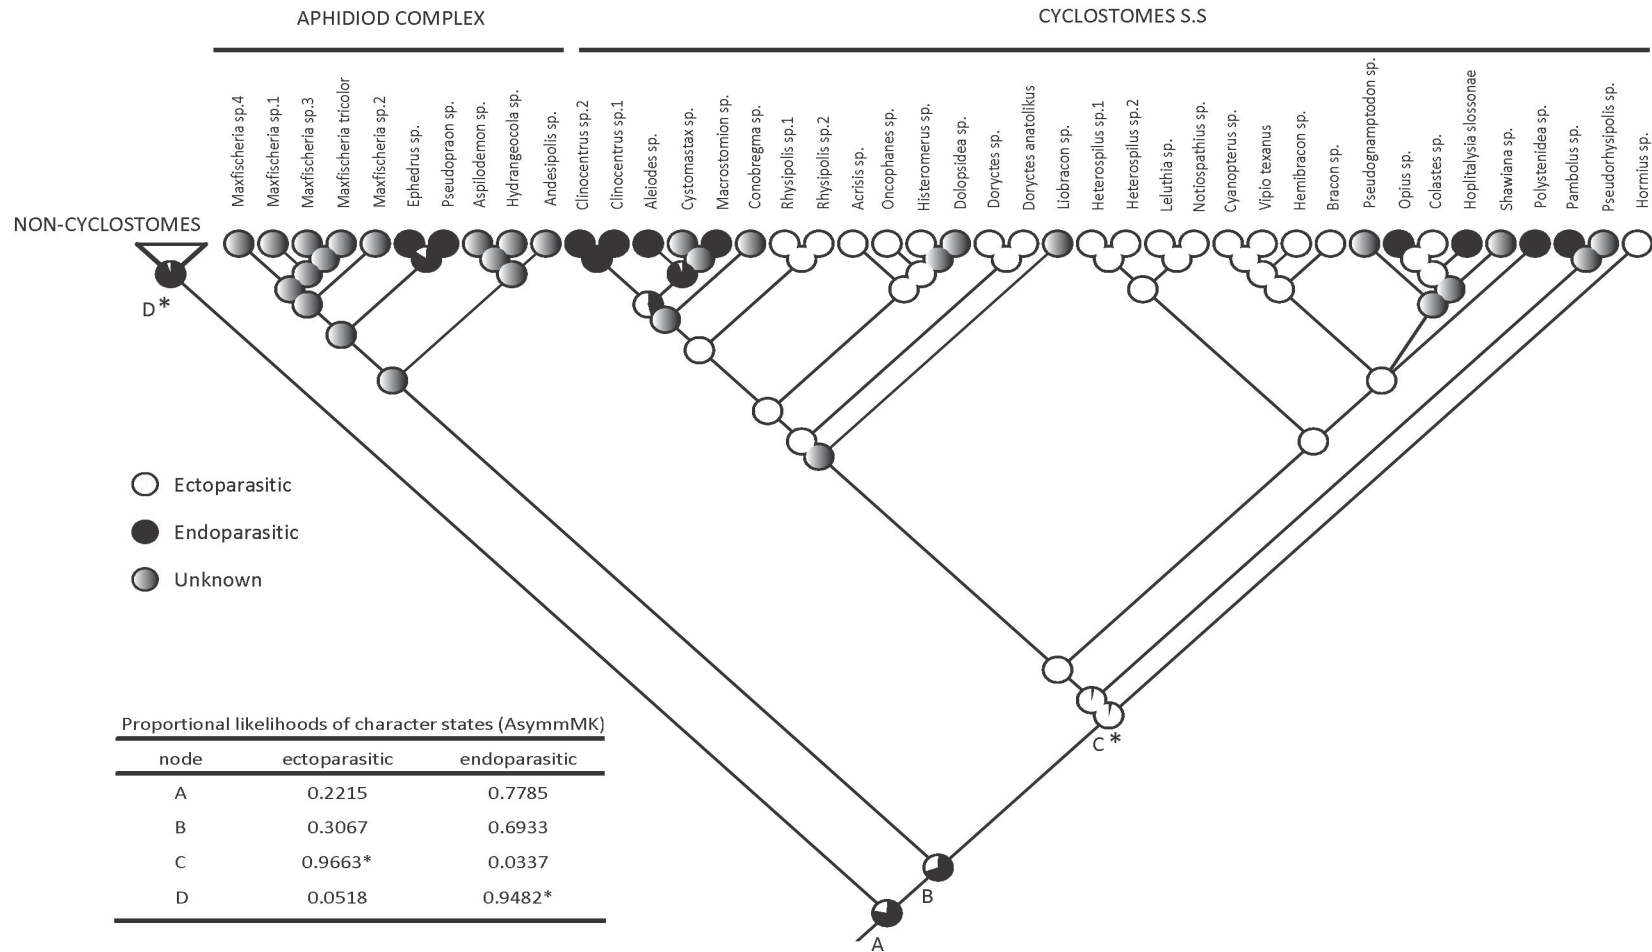 APHIDIOD COMPLEX
CYCLOSTOMES S.S
Maxfischeria sp.4
Maxfischeria sp.1
Maxfischeria sp.3
Maxfischeria tricolor
Maxfischeria sp.2
Ephedrus sp.
Pseudopraon sp.
Aspilodemon sp.
Hydrangeocola sp.
Andesipolis sp.
Clinocentrus sp.2
Clinocentrus sp.1
Aleiodes sp.
Cystomastax sp.
Macrostomion sp.
Conobregma sp.
Rhysipolis sp.1
Rhysipolis sp.2
Acrisis sp.
Oncophanes sp.
Histeromerus sp.
Dolopsidea sp.
Doryctes sp.
Doryctes anatolikus
Liobracon sp.
Heterospilus sp.1
Heterospilus sp.2
Leluthia sp.
Notiospathius sp.
Cyanopterus sp.
Vipio texanus
Hemibracon sp.
Bracon sp.
Pseudognamptodon sp.
Opius sp.
Colastes sp.
Hoplitalysia slossonae
Shawiana sp.
Polystenidea sp.
Pambolus sp.
Pseudorhysipolis sp.
Hormius sp.
NON-CYCLOSTOMES
D*
Ectoparasitic
Endoparasitic
Unknown
C*
B
A
Proportional likelihoods of character states (AsymmMK)
node ectoparasitic endoparasitic
A 0.2215 0.7785
B 0.3067 0.6933
C 0.9663* 0.0337
D 0.0518 0.9482*